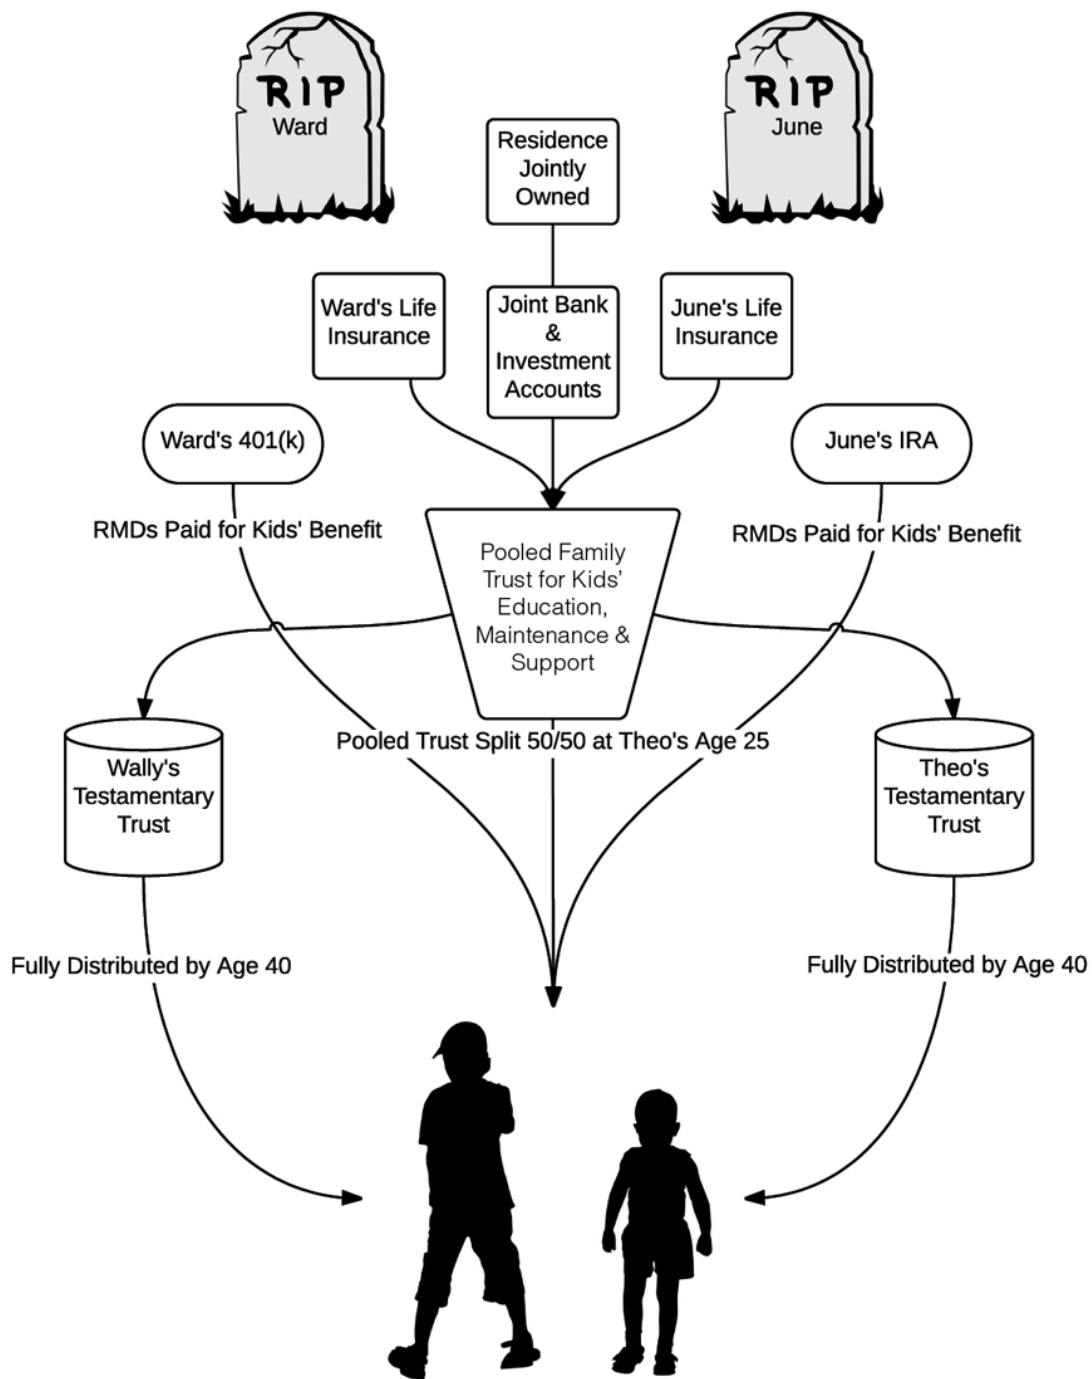 RIP
Ward
RIP
June
Residence
Jointly
Owned
Ward's Life
Insurance
Joint Bank
&
Investment
Accounts
June's Life
Insurance
Ward's 401(k)
June's IRA
RMDs Paid for Kids' Benefit
RMDs Paid for Kids' Benefit
Pooled Family
Trust for Kids’
Education,
Maintenance &
Support
Pooled Trust Split 50/50 at Theo's Age 25
Wally's
Testamentary
Trust
Theo's
Testamentary
Trust
Fully Distributed by Age 40
Fully Distributed by Age 40